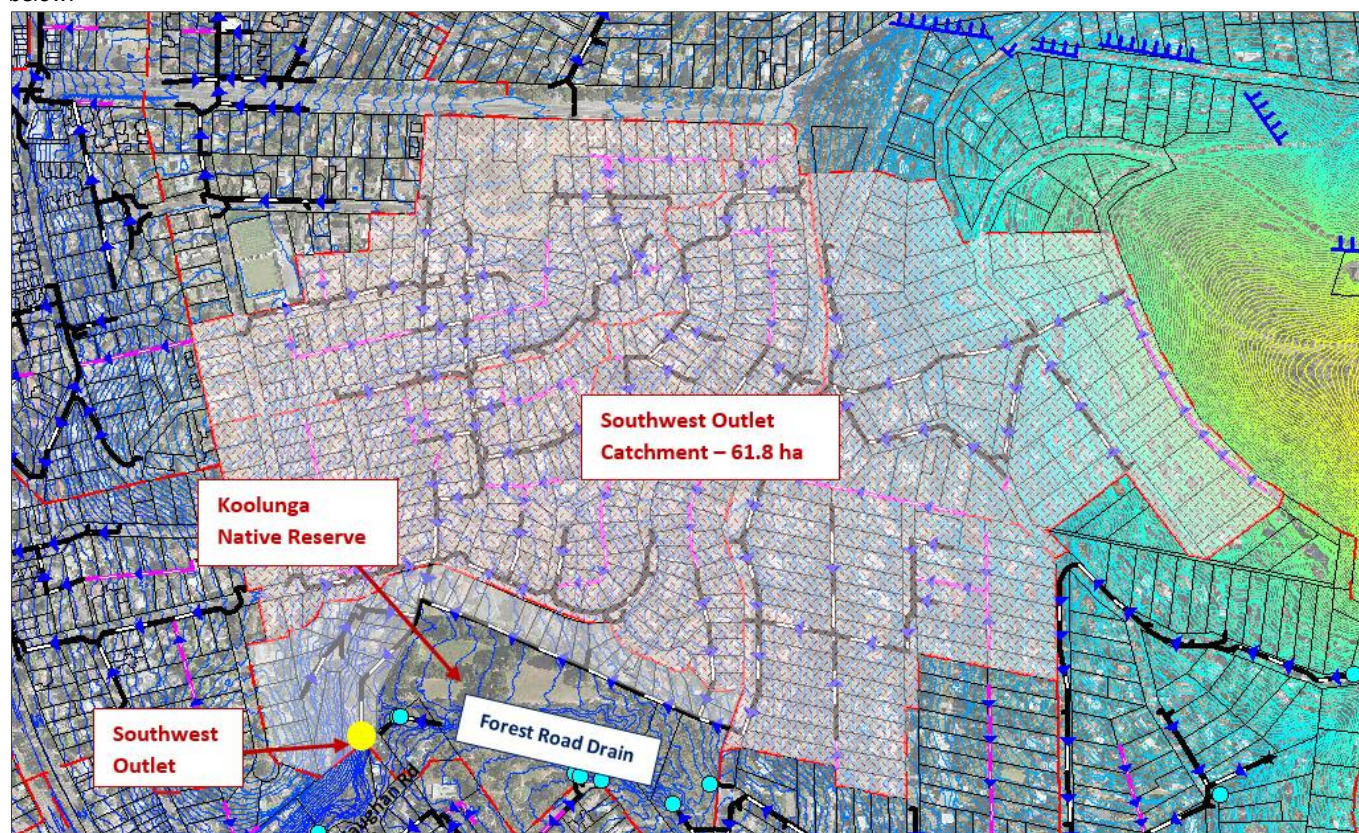 Southwest Outlet
Catchment – 61.8 ha
Koolunga
Native Reserve
Forest Road Drain
Southwest
Outlet